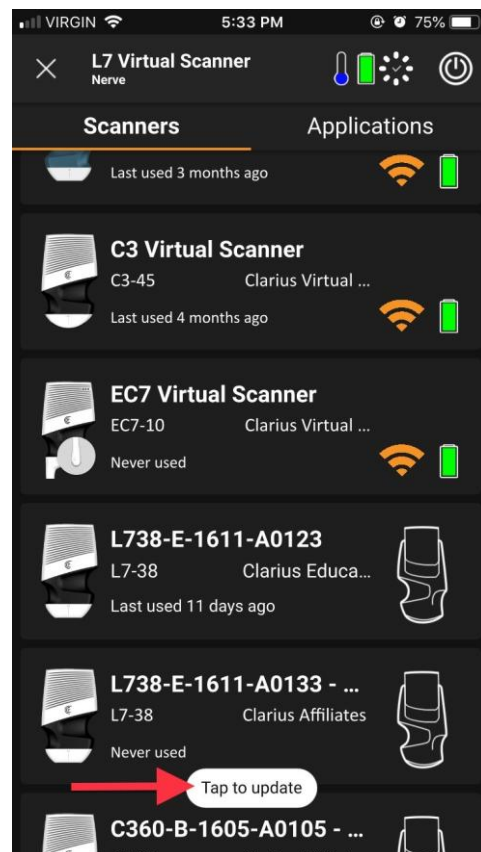 VIRGIN 5:33 PM 75%
L7 Virtual Scanner
Nerve
Scanners Applications
Last used 3 months ago
C3 Virtual Scanner
C3-45 Clarius Virtual ...
Last used 4 months ago
EC7 Virtual Scanner
EC7-10 Clarius Virtual ...
Never used
L738-E-1611-A0123
L7-38 Clarius Educa...
Last used 11 days ago
L738-E-1611-A0133 - ...
L7-38 Clarius Affiliates
Never used
Tap to update
C360-B-1605-A0105 - ...